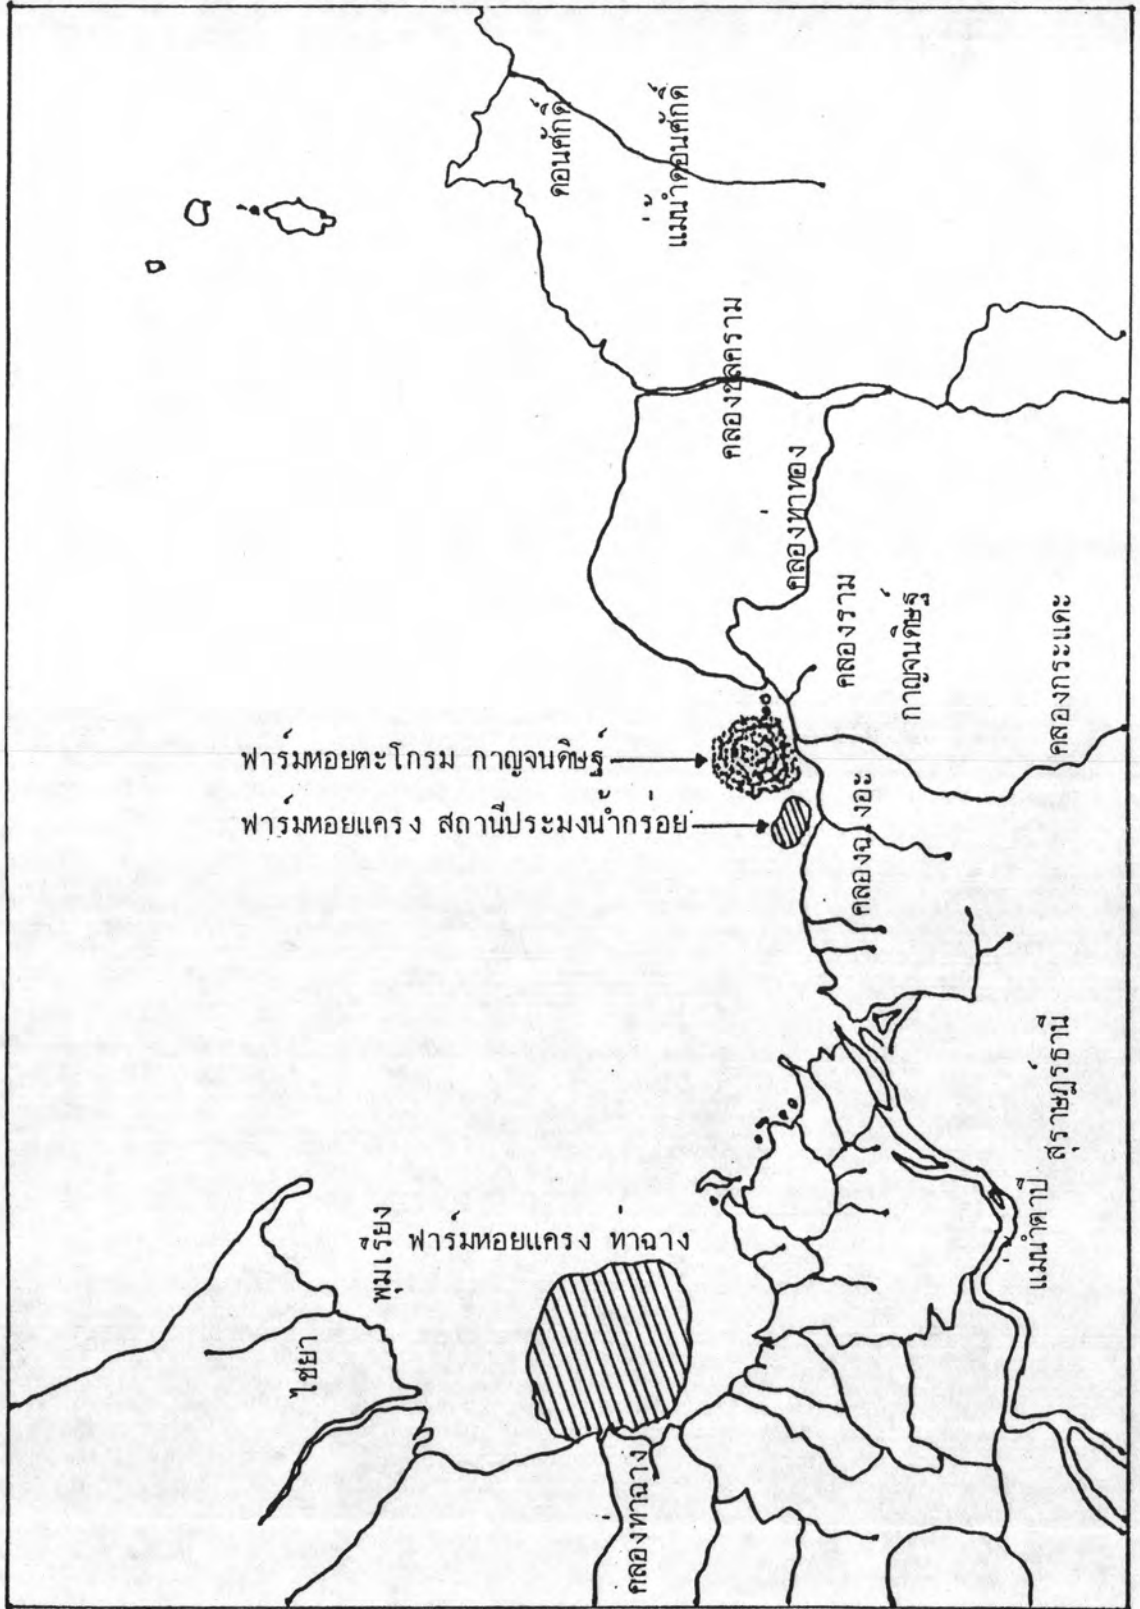 ดอนศักดิ์
แม่น้ำดอนศักดิ์
คลองชลคราม
คลองท่าทอง
คลองราม
กาญจนดิษฐ์
คลองกระแดะ
ฟาร์มหอยตะโกรม กาญจนดิษฐ์
ฟาร์มหอยแครง สถานีประมงน้ำกร่อย
คลองฉงอะ
สุราษฎร์ธานี
แม่น้ำตาปี
พุมเรียง
ฟาร์มหอยแครง ท่าฉาง
ไชยา
คลองท่าฉาง